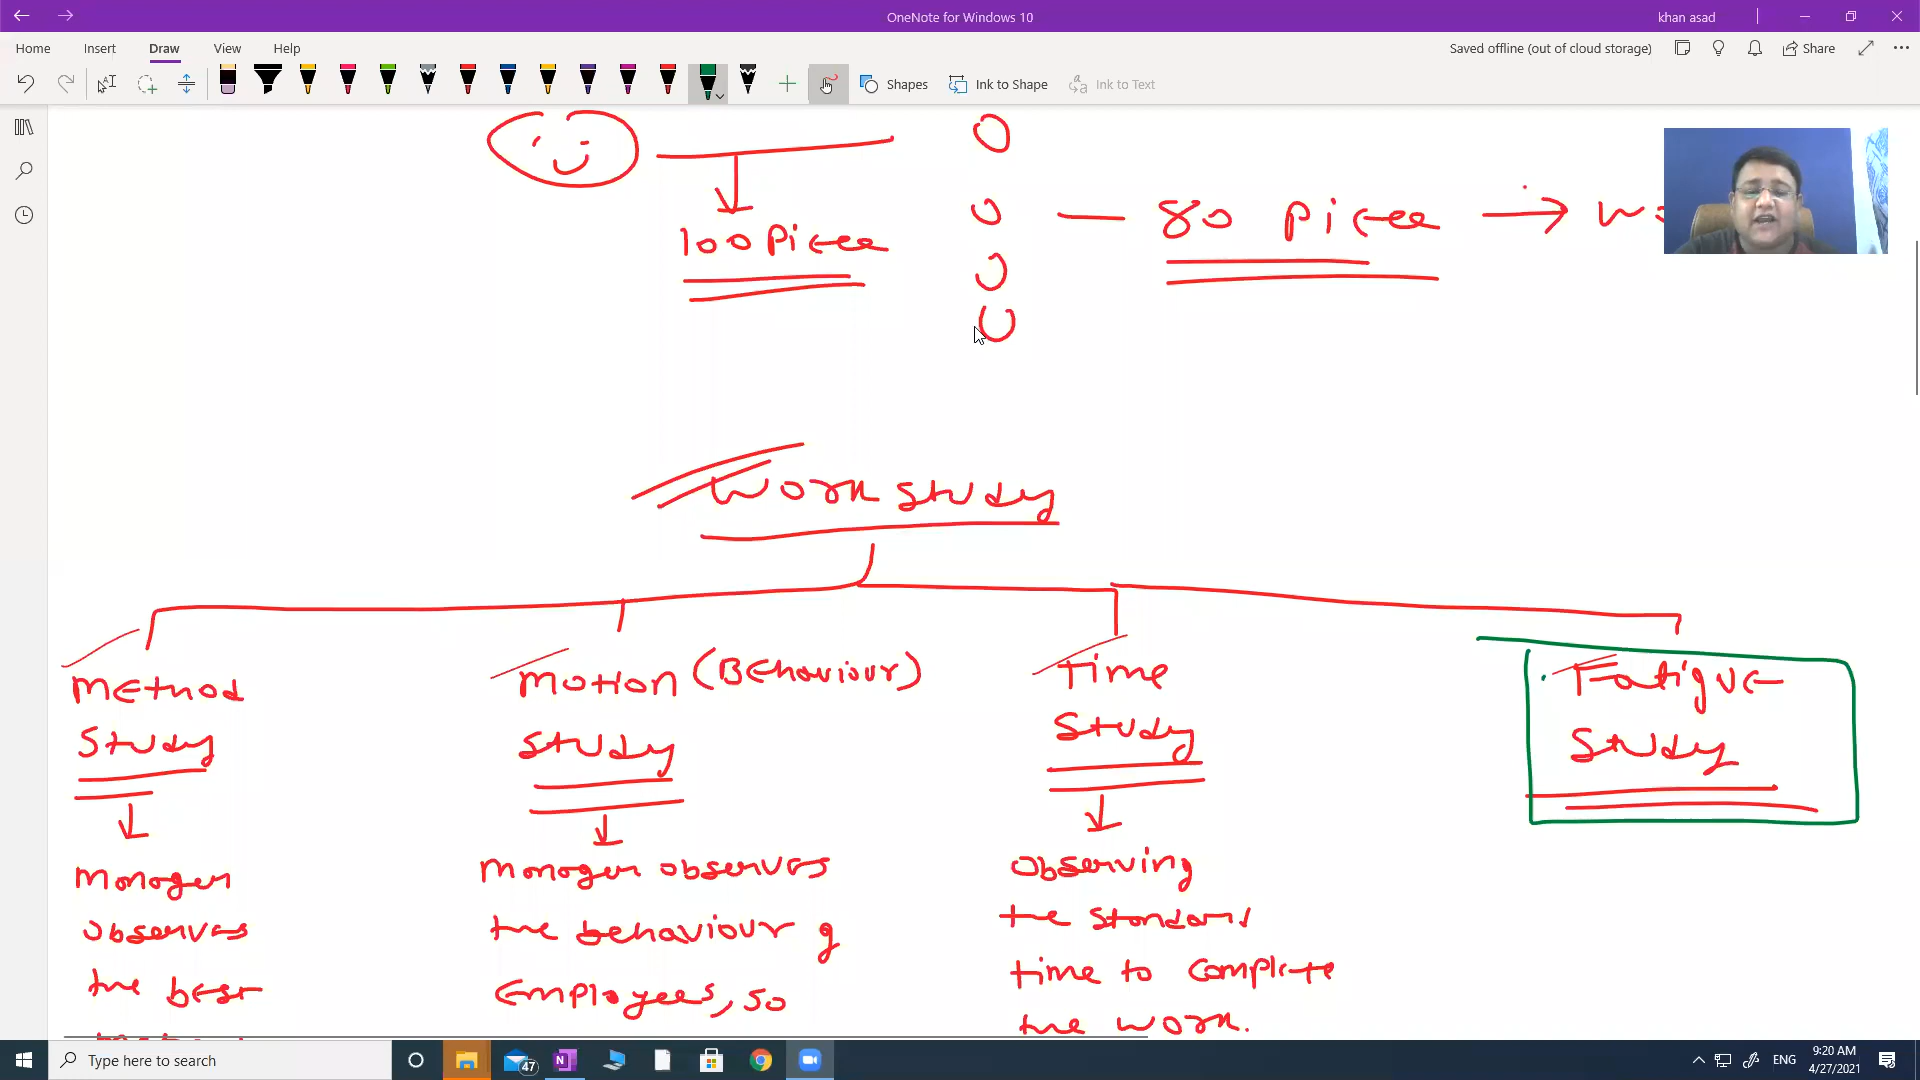 OneNote for Windows 10
khan asad
Home Insert Draw View Help
Saved offline (out of cloud storage)
Share
Shapes
Ink to Shape
Ink to Text
100 Piece
80 piece
Work Study
Method
Study
Motion (Behaviour)
Study
Time
Study
Fatigue
Study
Manager
observes
the best
Manager observes
the behaviour of
Employees, so
observing
the standard
time to complete
the work.
Type here to search
47
ENG
9:20 AM
4/27/2021